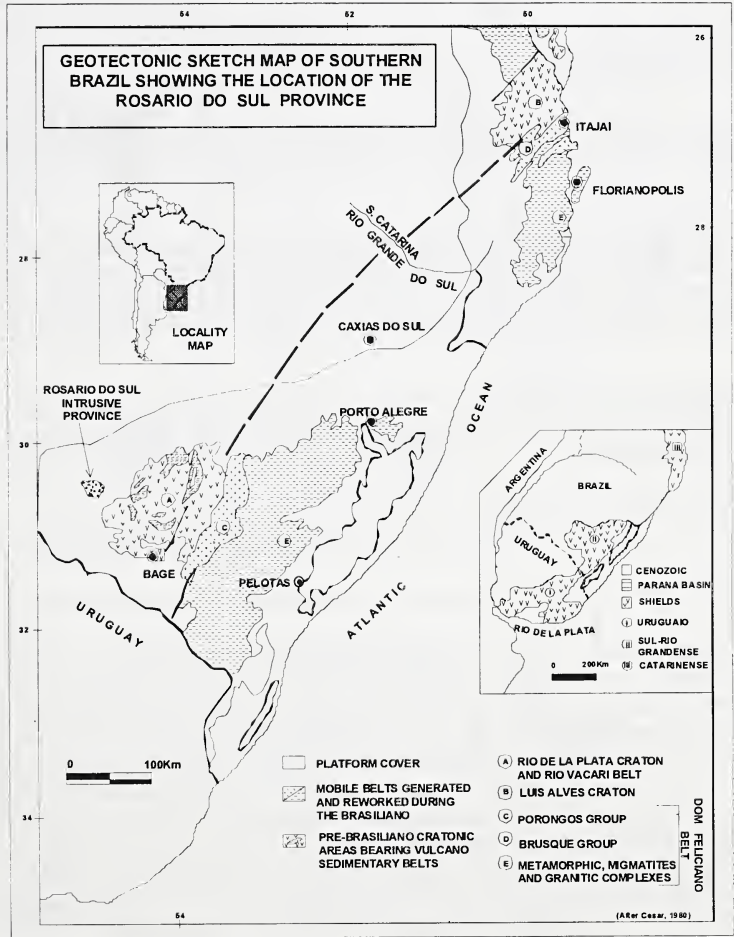 54
52
50
26
GEOTECTONIC SKETCH MAP OF SOUTHERN
BRAZIL SHOWING THE LOCATION OF THE
ROSARIO DO SUL PROVINCE
B
ITAJAI
D
FLORIANOPOLIS
E
28
S. CATARINA
RIO GRANDE DO SUL
28
LOCALITY
MAP
CAXIAS DO SUL
ROSARIO DO SUL
INTRUSIVE
PROVINCE
PORTO ALEGRE
OCEAN
30
A
C
E
BAGE
PELOTAS
ATLANTIC
URUGUAY
32
ARGENTINA
BRAZIL
URUGUAY
RIO DE LA PLATA
CENOZOIC
PARANA BASIN
SHIELDS
URUGUAIO
SUL-RIO
GRANDENSE
CATARINENSE
0 200Km
0 100Km
34
PLATFORM COVER
MOBILE BELTS GENERATED
AND REWORKED DURING
THE BRASILIANO
PRE-BRASILIANO CRATONIC
AREAS BEARING VULCANO
SEDIMENTARY BELTS
A RIO DE LA PLATA CRATON
AND RIO VACARI BELT
B LUIS ALVES CRATON
C PORONGOS GROUP
D BRUSQUE GROUP
E METAMORPHIC, MIGMATITES
AND GRANITIC COMPLEXES
DOM FELICIANO
BELT
54
(After Cesar, 1980)